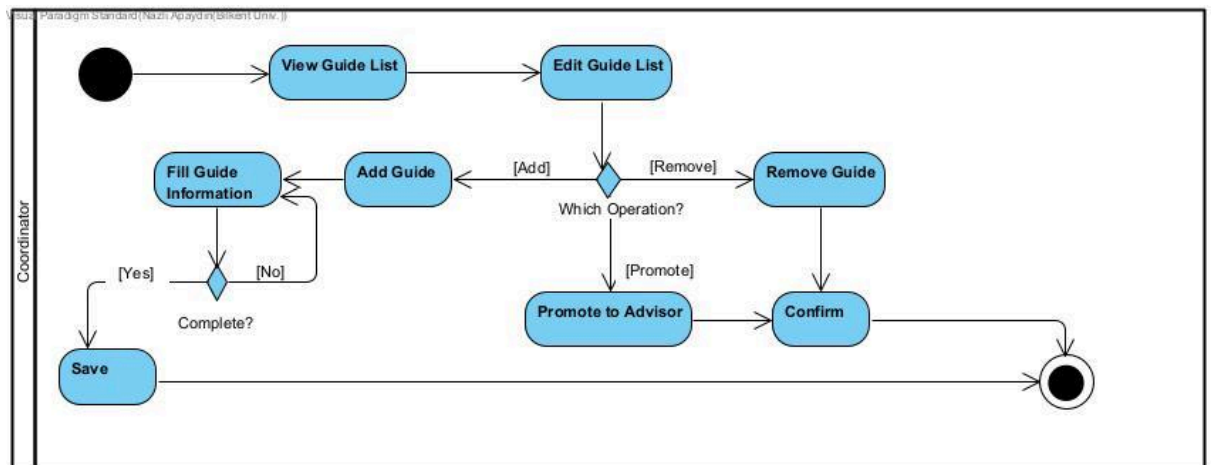 Visual Paradigm Standard(Nazlı Apaydın(Bilkent Univ.))
Coordinator
View Guide List
Edit Guide List
Fill Guide
Information
Add Guide
[Add]
[Remove]
Remove Guide
Which Operation?
[Yes]
[No]
[Promote]
Complete?
Promote to Advisor
Confirm
Save